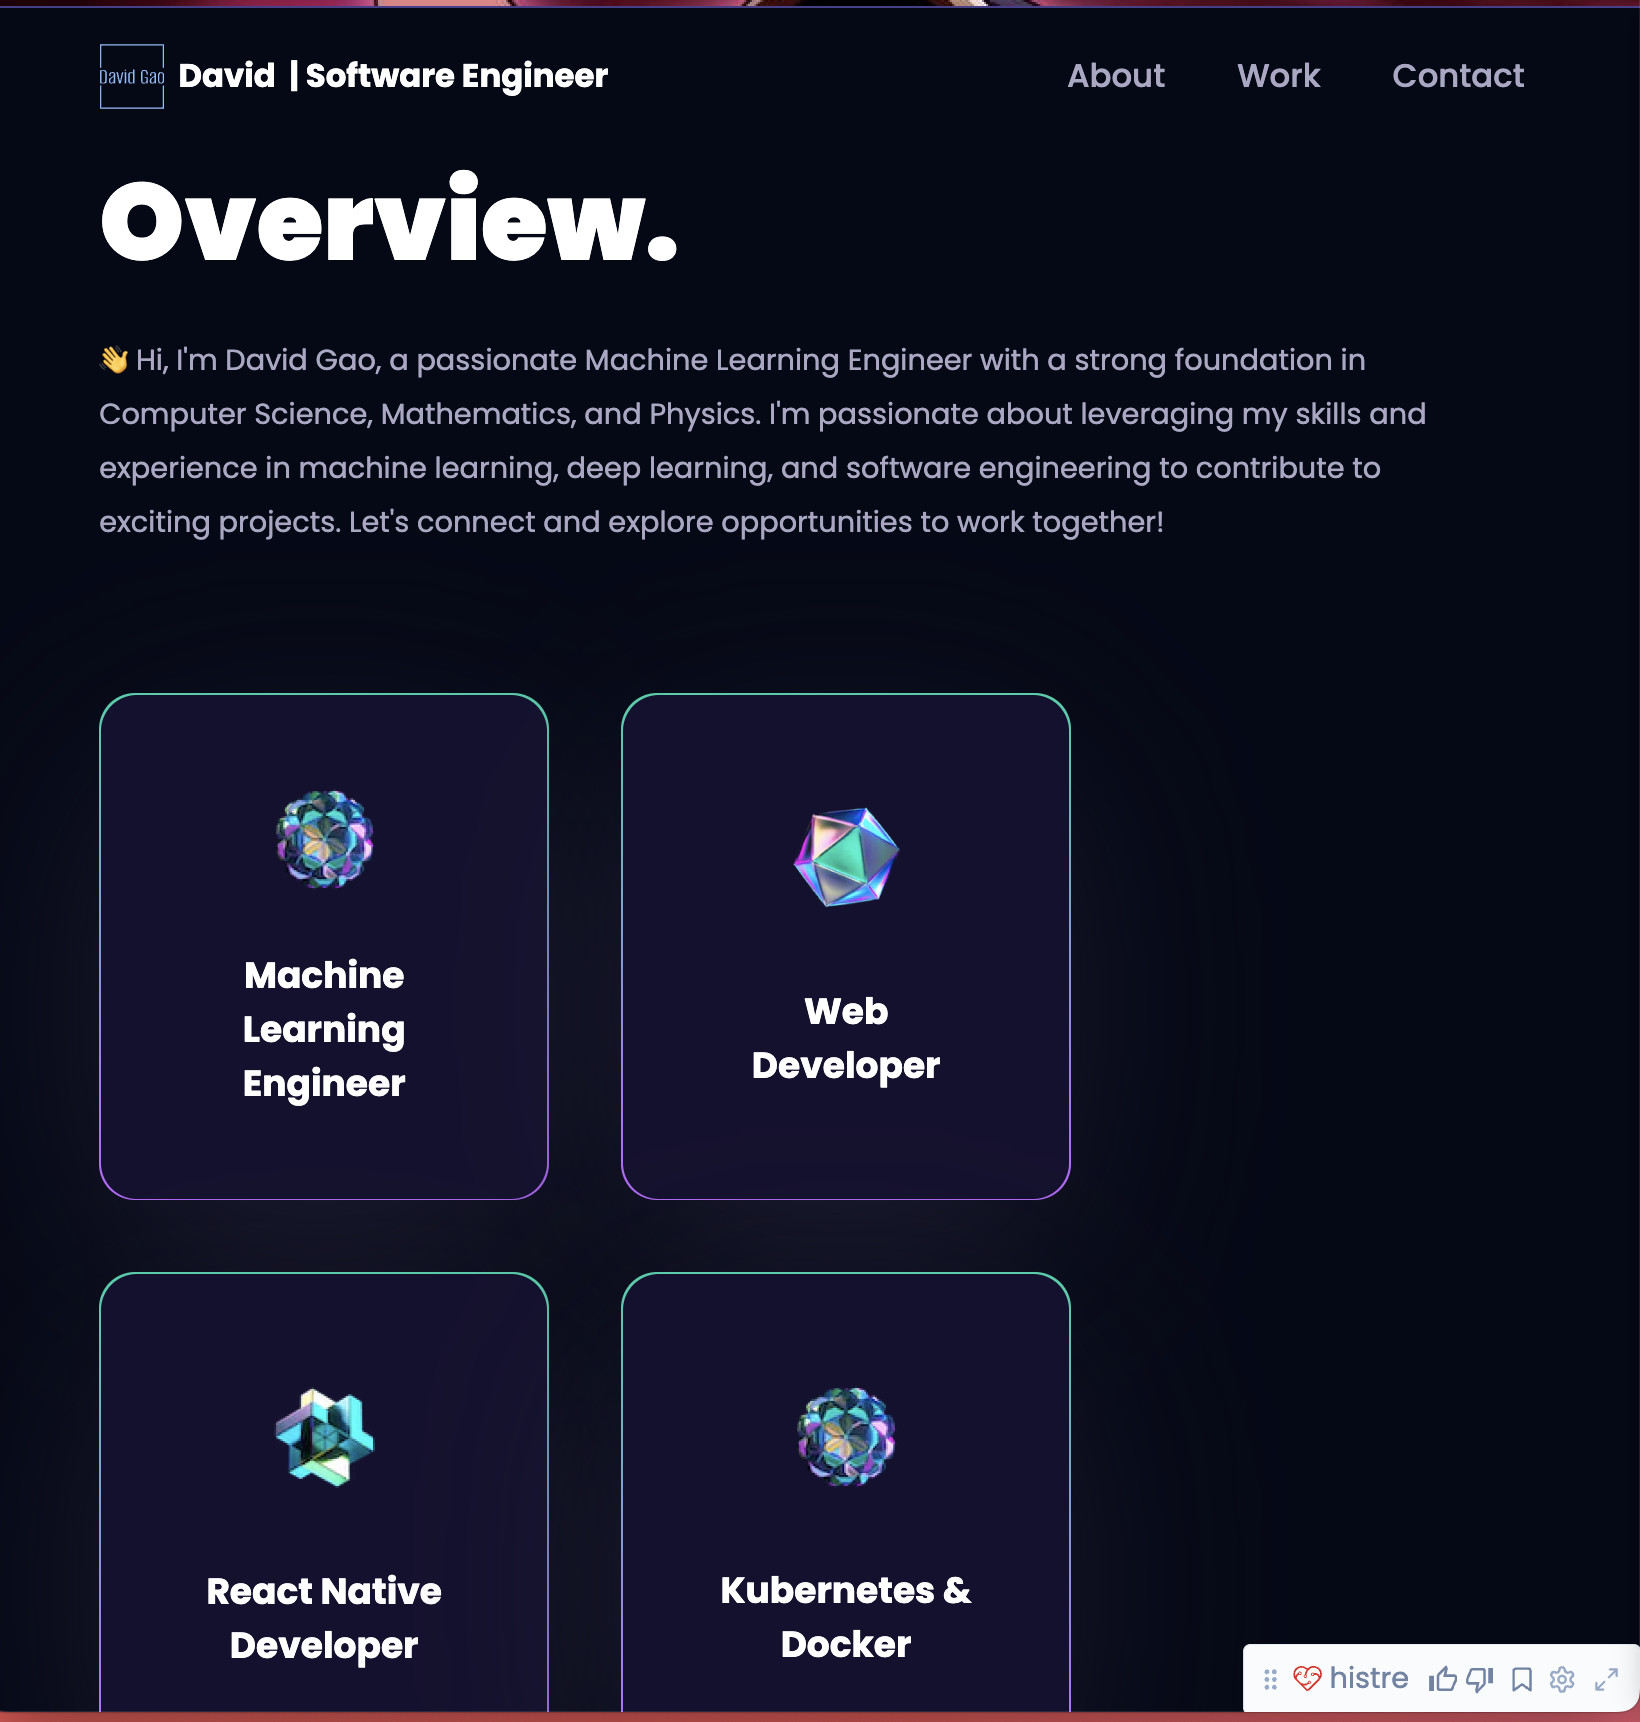 David Gao
David | Software Engineer
About Work Contact
Overview.
👋 Hi, I'm David Gao, a passionate Machine Learning Engineer with a strong foundation in
Computer Science, Mathematics, and Physics. I'm passionate about leveraging my skills and
experience in machine learning, deep learning, and software engineering to contribute to
exciting projects. Let's connect and explore opportunities to work together!
Machine
Learning
Engineer
Web
Developer
React Native
Developer
Kubernetes &
Docker
histre